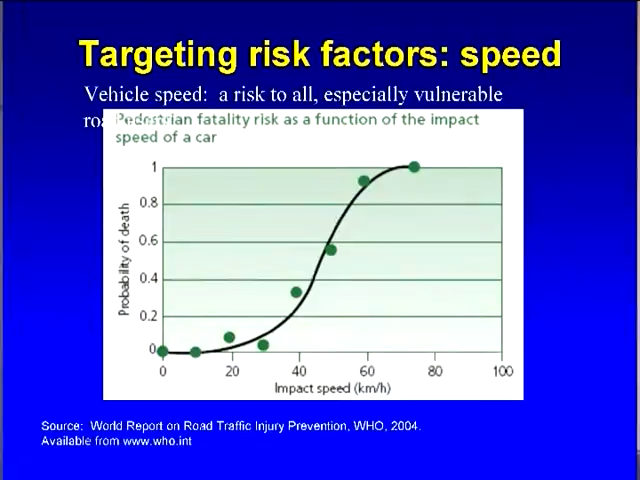 Targeting risk factors: speed
Vehicle speed: a risk to all, especially vulnerable
Pedestrian fatality risk as a function of the impact
speed of a car
1
0.8
0.6
0.4
0.2
0
Probability of death
0 20 40 60 80 100
Impact speed (km/h)
Source: World Report on Road Traffic Injury Prevention, WHO, 2004.
Available from www.who.int